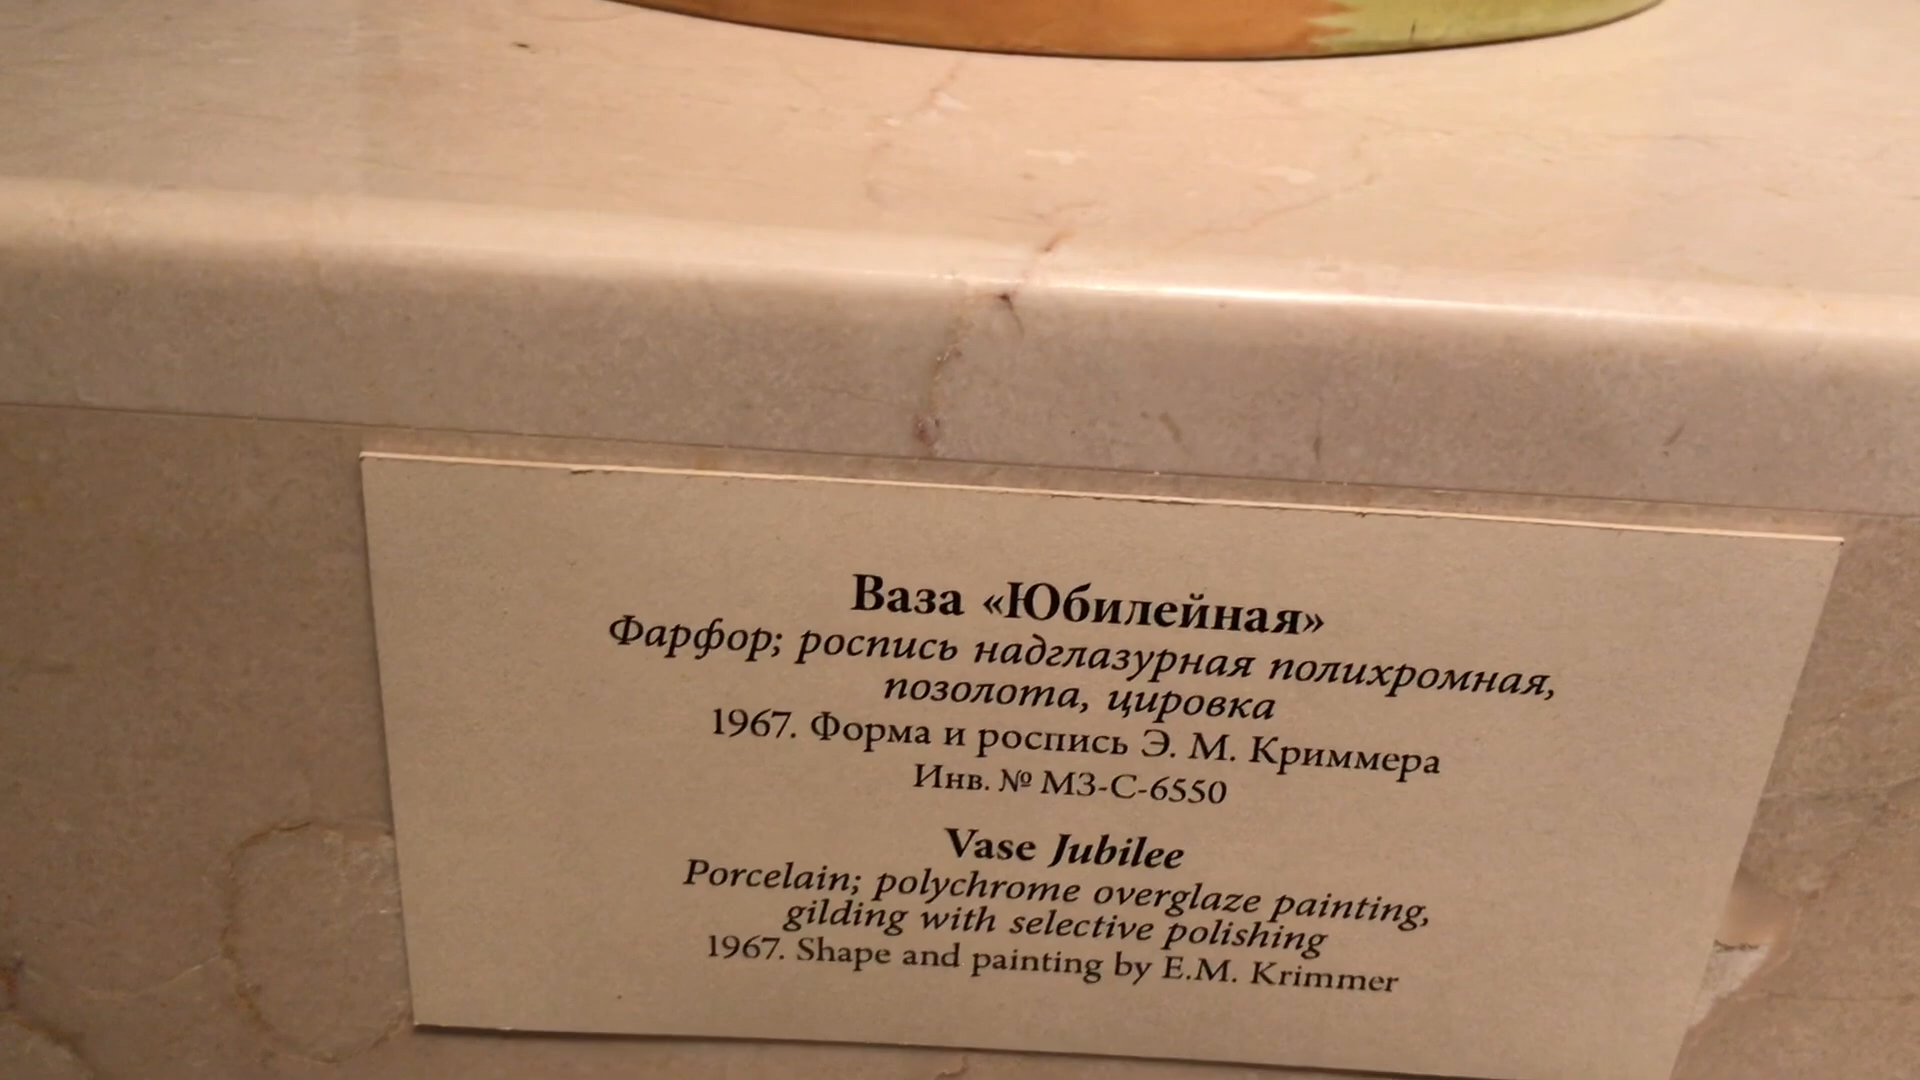 Ваза «Юбилейная»
Фарфор; роспись надглазурная полихромная,
позолота, цировка
1967. Форма и роспись Э. М. Криммера
Инв. № МЗ-С-6550
Vase Jubilee
Porcelain; polychrome overglaze painting,
gilding with selective polishing
1967. Shape and painting by E.M. Krimmer